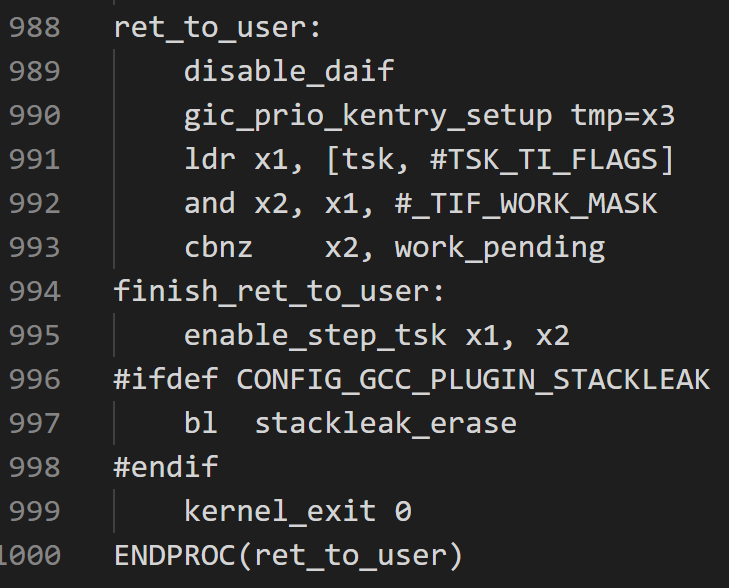 988 ret_to_user:
989 disable_daif
990 gic_prio_kentry_setup tmp=x3
991 ldr x1, [tsk, #TSK_TI_FLAGS]
992 and x2, x1, #_TIF_WORK_MASK
993 cbnz x2, work_pending
994 finish_ret_to_user:
995 enable_step_tsk x1, x2
996 #ifdef CONFIG_GCC_PLUGIN_STACKLEAK
997 bl stackleak_erase
998 #endif
999 kernel_exit 0
1000 ENDPROC(ret_to_user)